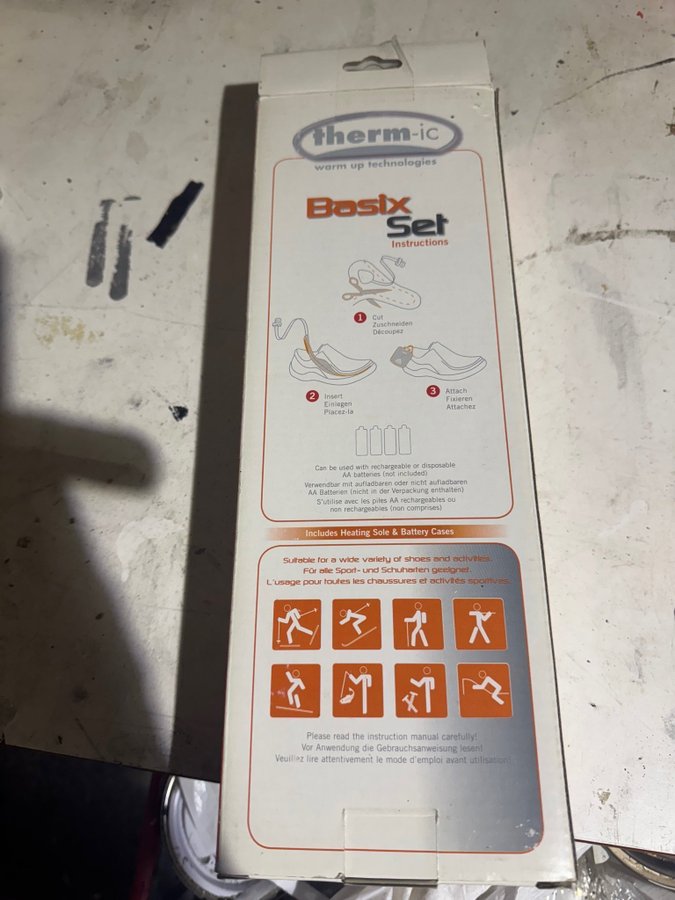 therm-ic
warm up technologies
Basix
Set
Instructions
1 Cut
Zuschneiden
Découpez
2 Insert
Einlegen
Placez-la
3 Attach
Fixieren
Attachez
Can be used with rechargeable or disposable
AA batteries (not included)
Verwendbar mit aufladbaren oder nicht aufladbaren
AA Batterien (nicht in der Verpackung enthalten)
S'utilise avec les piles AA rechargeables ou
non rechargeables (non comprises)
Includes Heating Sole & Battery Cases
Suitable for a wide variety of shoes and activities.
Für alle Sport- und Schuharten geeignet.
L'usage pour toutes les chaussures et activités sportives.
Please read the instruction manual carefully!
Vor Anwendung die Gebrauchsanweisung lesen!
Veuillez lire attentivement le mode d'emploi avant utilisation!